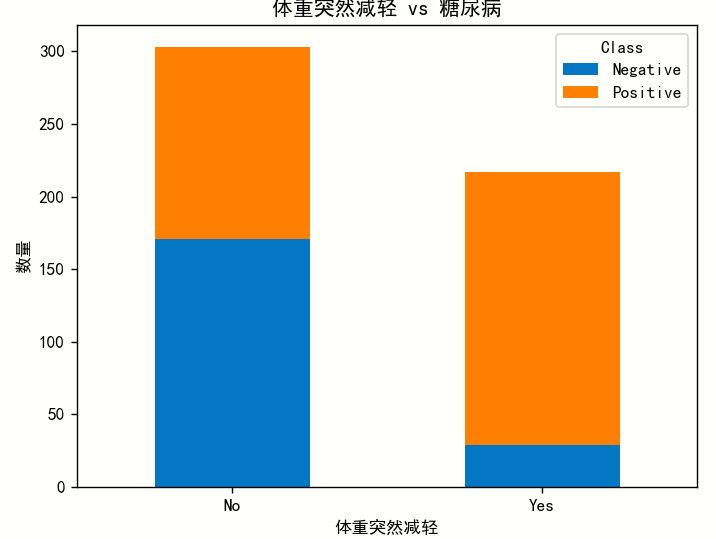 体重突然减轻 vs 糖尿病
Class
Negative
Positive
数量
300
250
200
150
100
50
0
No
Yes
体重突然减轻